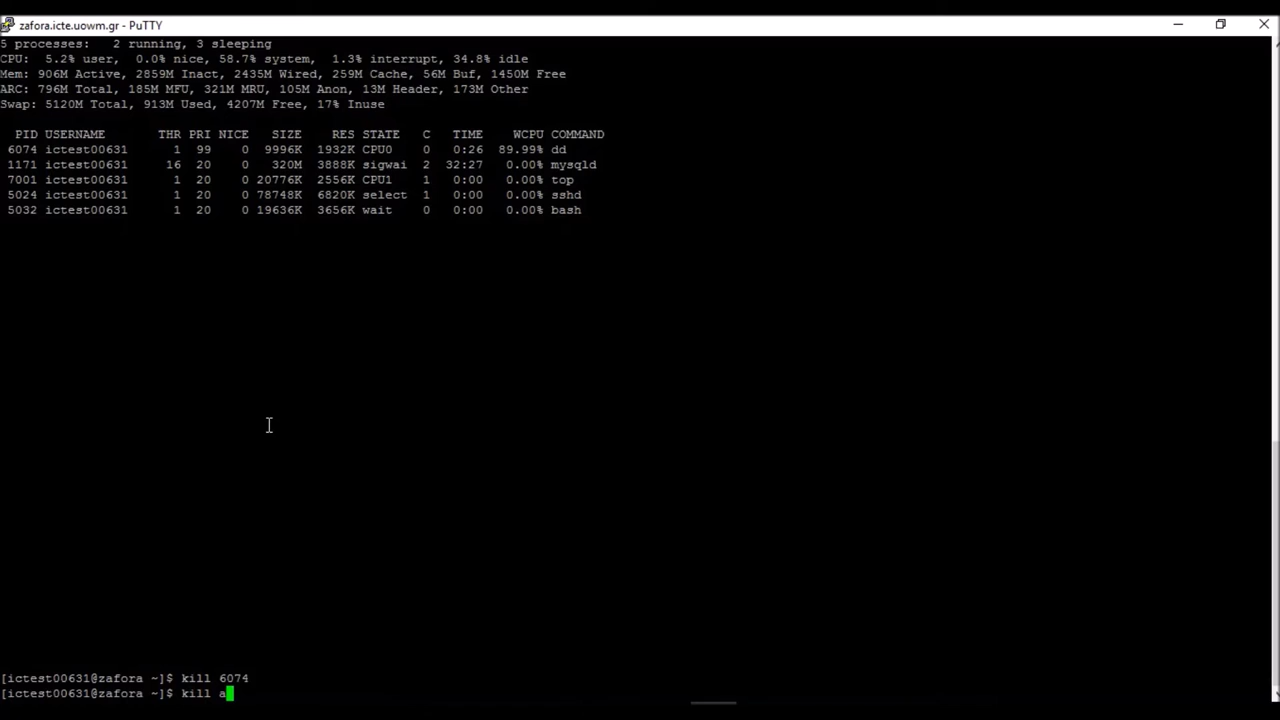 zafora.icte.uowm.gr - PuTTY
5 processes:   2 running, 3 sleeping
CPU:  5.2% user,  0.0% nice, 58.7% system,  1.3% interrupt, 34.8% idle
Mem: 906M Active, 2859M Inact, 2435M Wired, 259M Cache, 56M Buf, 1450M Free
ARC: 796M Total, 185M MFU, 321M MRU, 105M Anon, 13M Header, 173M Other
Swap: 5120M Total, 913M Used, 4207M Free, 17% Inuse
  PID USERNAME       THR PRI NICE   SIZE    RES STATE   C   TIME    WCPU COMMAND
 6074 ictest00631      1  99    0  9996K  1932K CPU0    0   0:26  89.99% dd
 1171 ictest00631     16  20    0   320M  3888K sigwai  2  32:27   0.00% mysqld
 7001 ictest00631      1  20    0 20776K  2556K CPU1    1   0:00   0.00% top
 5024 ictest00631      1  20    0 78748K  6820K select  1   0:00   0.00% sshd
 5032 ictest00631      1  20    0 19636K  3656K wait    0   0:00   0.00% bash
[ictest00631@zafora ~]$ kill 6074
[ictest00631@zafora ~]$ kill a